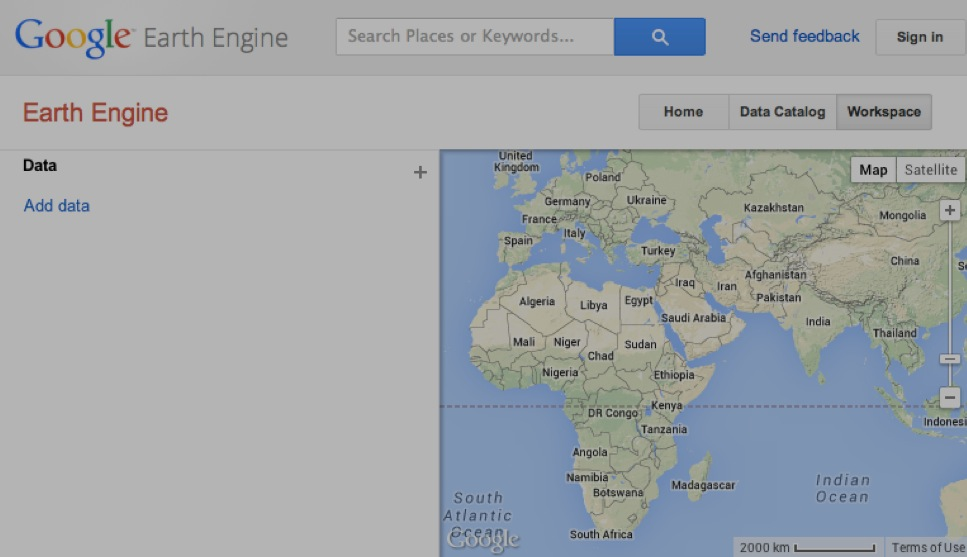 Google Earth Engine
Search Places or Keywords...
Send feedback
Sign in
Earth Engine
Home
Data Catalog
Workspace
Data
+
Add data
Map
Satellite
United
Kingdom
Poland
Germany
Ukraine
France
Kazakhstan
Mongolia
Italy
Spain
Turkey
China
Iraq
Iran
Afghanistan
Pakistan
Algeria
Libya
Egypt
Saudi Arabia
India
Thailand
Mali
Niger
Sudan
Chad
Nigeria
Ethiopia
DR Congo
Kenya
Tanzania
Indonesi
Angola
Namibia
Botswana
Madagascar
Indian
Ocean
South
Atlantic
Ocean
South Africa
Google
2000 km
Terms of Use